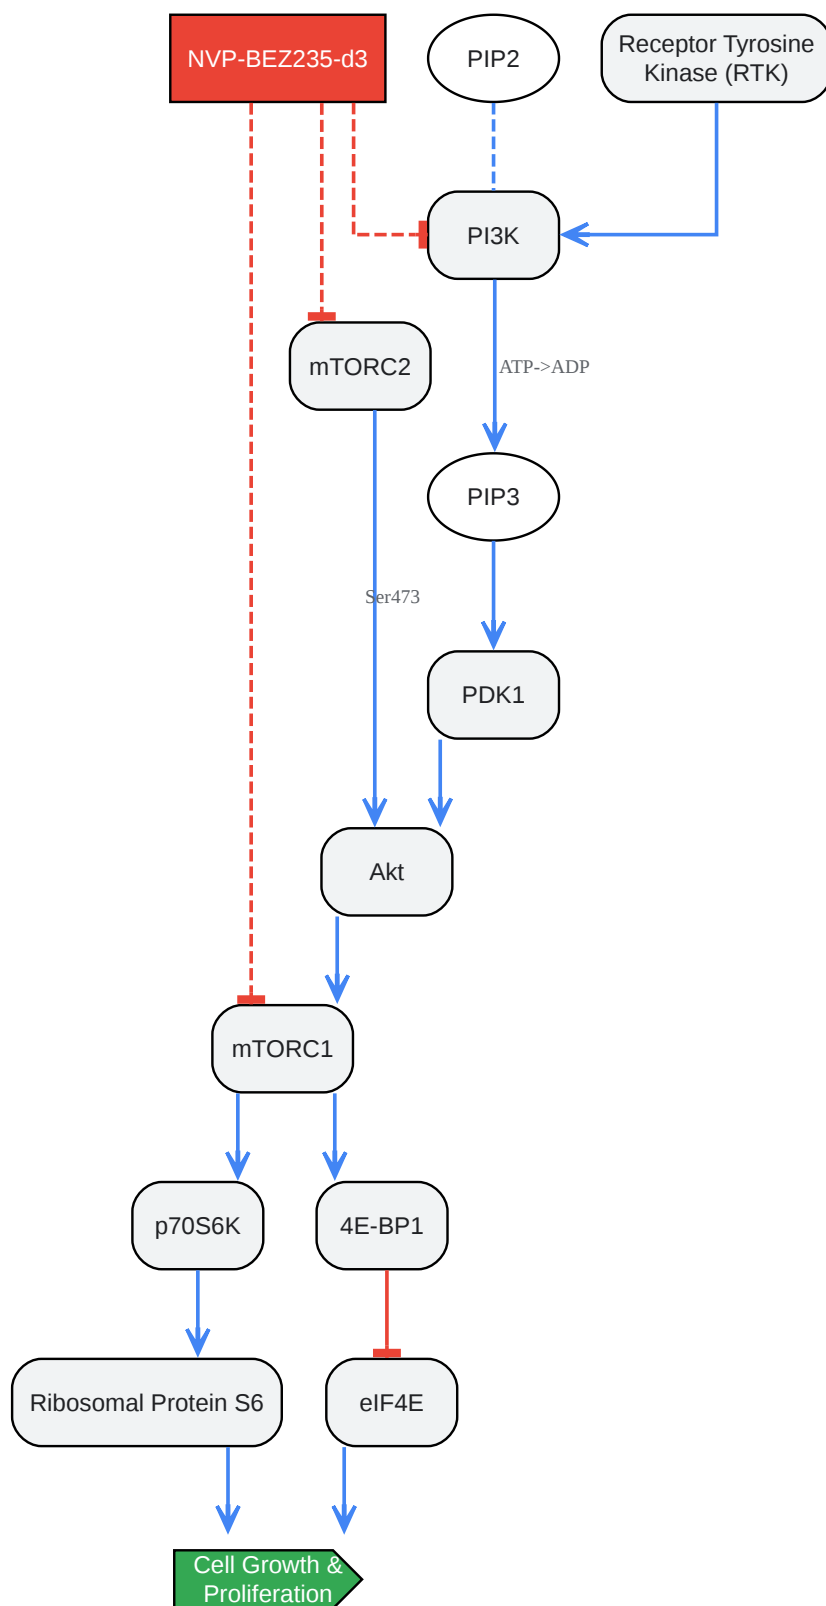 NVP-BEZ235-d3
PIP2
Receptor Tyrosine
Kinase (RTK)
PI3K
mTORC2
ATP->ADP
PIP3
Ser473
PDK1
Akt
mTORC1
p70S6K
4E-BP1
Ribosomal Protein S6
eIF4E
Cell Growth &
Proliferation